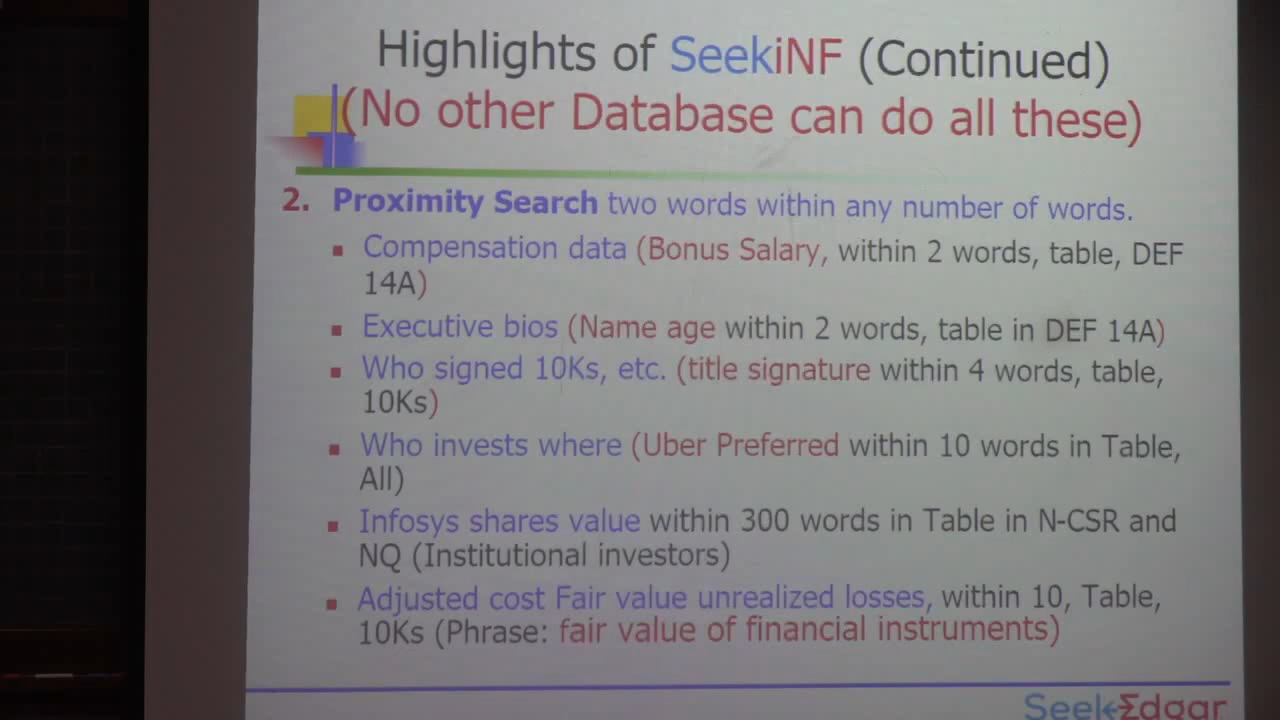 Highlights of SeekiNF (Continued)
(No other Database can do all these)
2. Proximity Search two words within any number of words.
Compensation data (Bonus Salary, within 2 words, table, DEF
14A)
Executive bios (Name age within 2 words, table in DEF 14A)
Who signed 10Ks, etc. (title signature within 4 words, table,
10Ks)
Who invests where (Uber Preferred within 10 words in Table,
All)
Infosys shares value within 300 words in Table in N-CSR and
NQ (Institutional investors)
Adjusted cost Fair value unrealized losses, within 10, Table,
10Ks (Phrase: fair value of financial instruments)
SeekEdgar